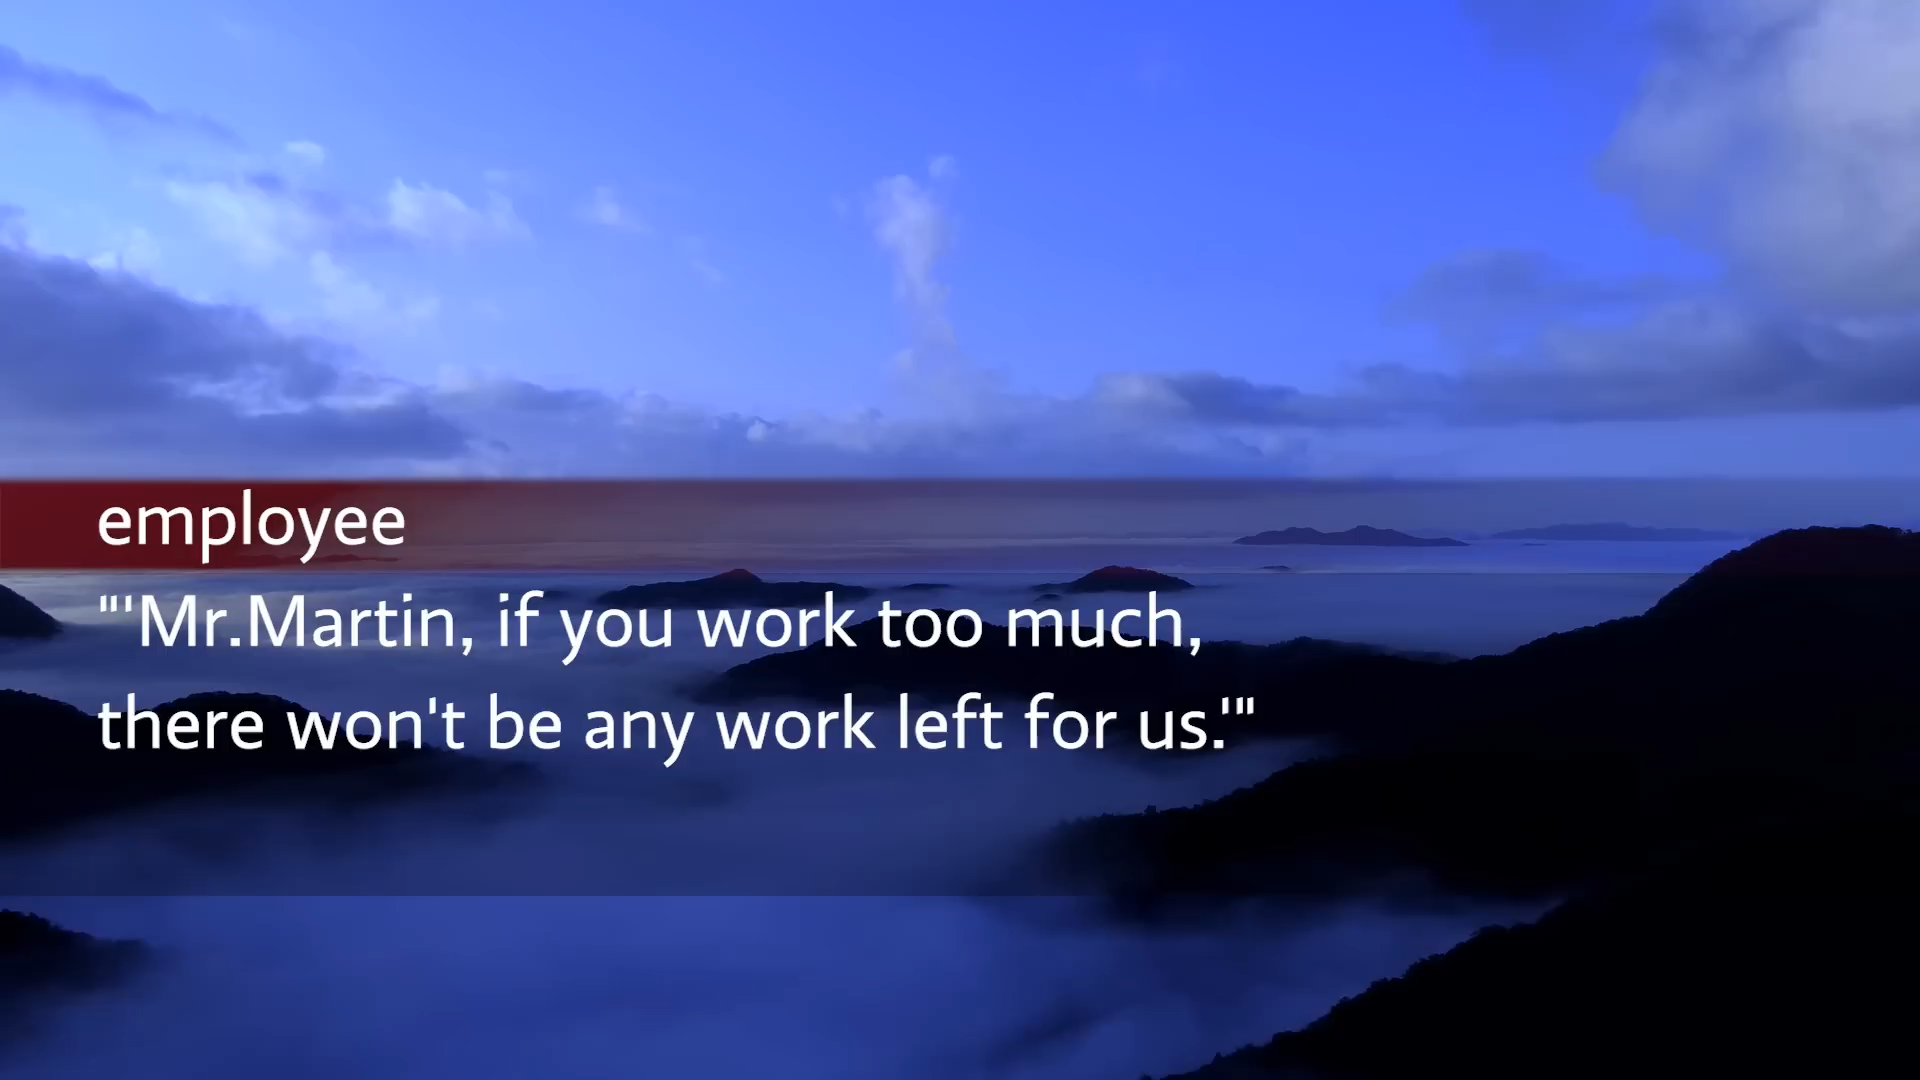 employee
"'Mr.Martin, if you work too much,
there won't be any work left for us.'"